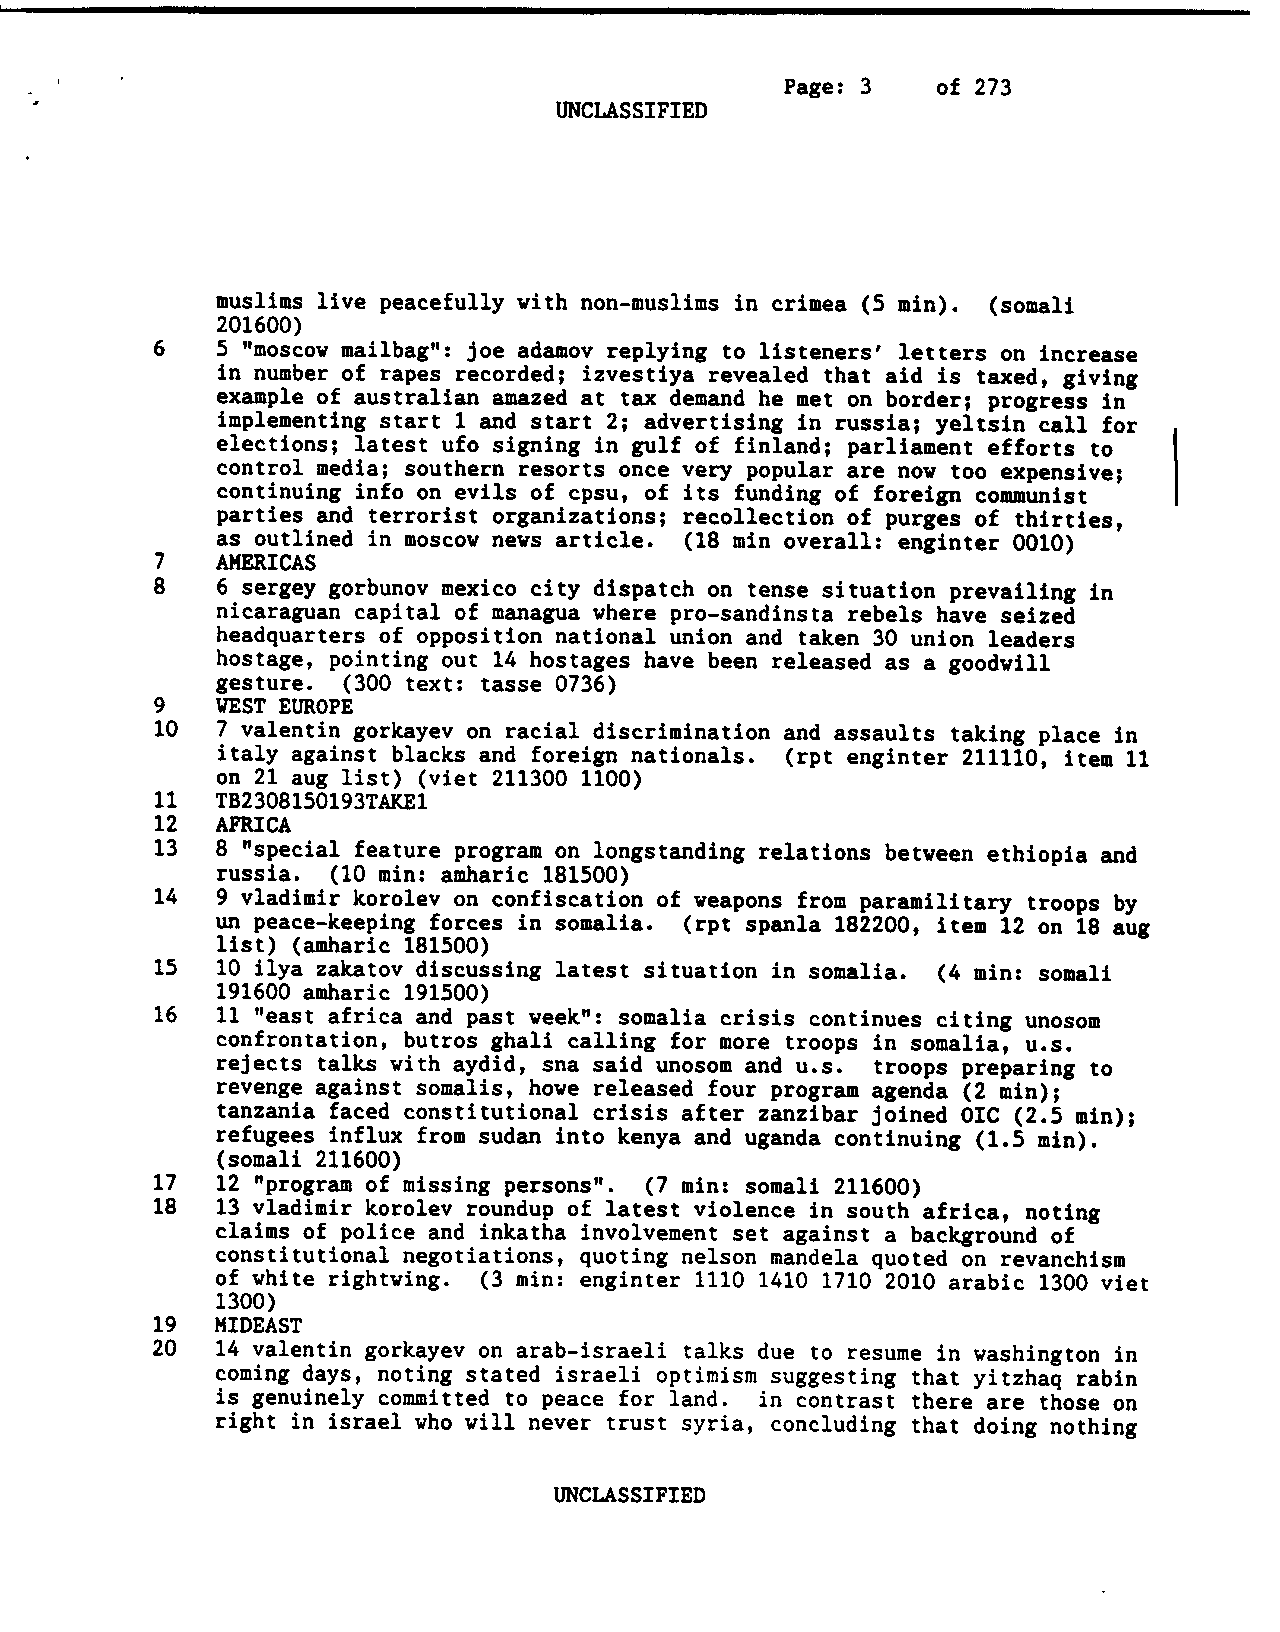 Page: 3 of 273
UNCLASSIFIED
muslims live peacefully with non-muslims in crimea (5 min). (somali
201600)
6 5 "moscow mailbag": joe adamov replying to listeners' letters on increase
in number of rapes recorded; izvestiya revealed that aid is taxed, giving
example of australian amazed at tax demand he met on border; progress in
implementing start 1 and start 2; advertising in russia; yeltsin call for
elections; latest ufo signing in gulf of finland; parliament efforts to
control media; southern resorts once very popular are now too expensive;
continuing info on evils of cpsu, of its funding of foreign communist
parties and terrorist organizations; recollection of purges of thirties,
as outlined in moscow news article. (18 min overall: enginter 0010)
7 AMERICAS
8 6 sergey gorbunov mexico city dispatch on tense situation prevailing in
nicaraguan capital of managua where pro-sandinsta rebels have seized
headquarters of opposition national union and taken 30 union leaders
hostage, pointing out 14 hostages have been released as a goodwill
gesture. (300 text: tasse 0736)
9 WEST EUROPE
10 7 valentin gorkayev on racial discrimination and assaults taking place in
italy against blacks and foreign nationals. (rpt enginter 211110, item 11
on 21 aug list) (viet 211300 1100)
11 TB2308150193TAKE1
12 AFRICA
13 8 "special feature program on longstanding relations between ethiopia and
russia. (10 min: amharic 181500)
14 9 vladimir korolev on confiscation of weapons from paramilitary troops by
un peace-keeping forces in somalia. (rpt spanla 182200, item 12 on 18 aug
list) (amharic 181500)
15 10 ilya zakatov discussing latest situation in somalia. (4 min: somali
191600 amharic 191500)
16 11 "east africa and past week": somalia crisis continues citing unosom
confrontation, butros ghali calling for more troops in somalia, u.s.
rejects talks with aydid, sna said unosom and u.s. troops preparing to
revenge against somalis, howe released four program agenda (2 min);
tanzania faced constitutional crisis after zanzibar joined OIC (2.5 min);
refugees influx from sudan into kenya and uganda continuing (1.5 min).
(somali 211600)
17 12 "program of missing persons". (7 min: somali 211600)
18 13 vladimir korolev roundup of latest violence in south africa, noting
claims of police and inkatha involvement set against a background of
constitutional negotiations, quoting nelson mandela quoted on revanchism
of white rightwing. (3 min: enginter 1110 1410 1710 2010 arabic 1300 viet
1300)
19 MIDEAST
20 14 valentin gorkayev on arab-israeli talks due to resume in washington in
coming days, noting stated israeli optimism suggesting that yitzhaq rabin
is genuinely committed to peace for land. in contrast there are those on
right in israel who will never trust syria, concluding that doing nothing
UNCLASSIFIED